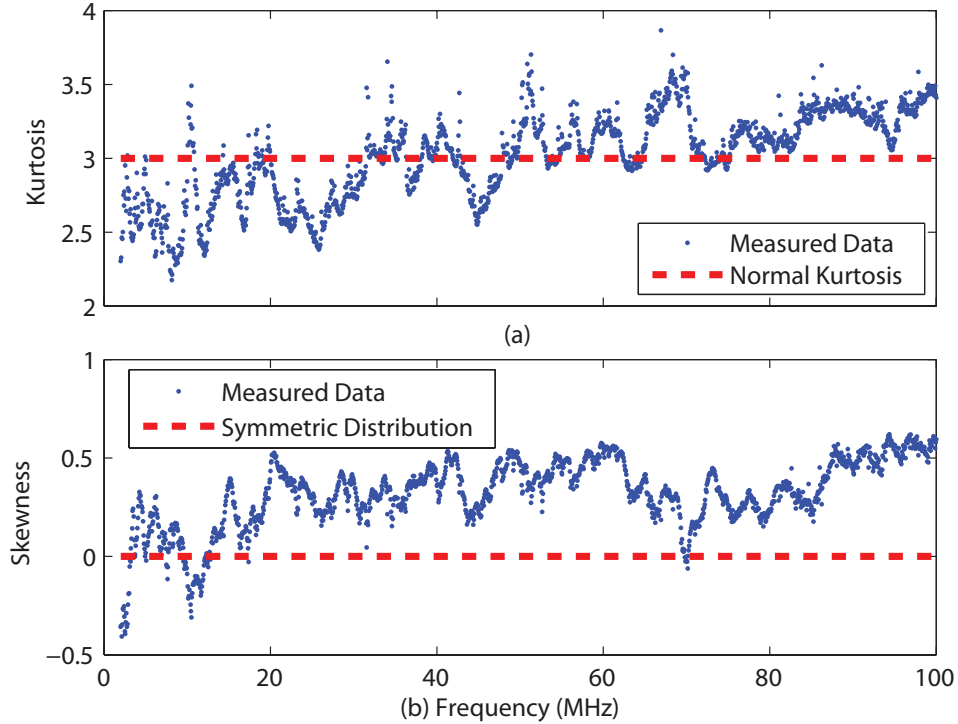 4
3.5
3
2.5
2
Kurtosis
Measured Data
Normal Kurtosis
(a)
1
0.5
0
−0.5
Skewness
Measured Data
Symmetric Distribution
0 20 40 60 80 100
(b) Frequency (MHz)